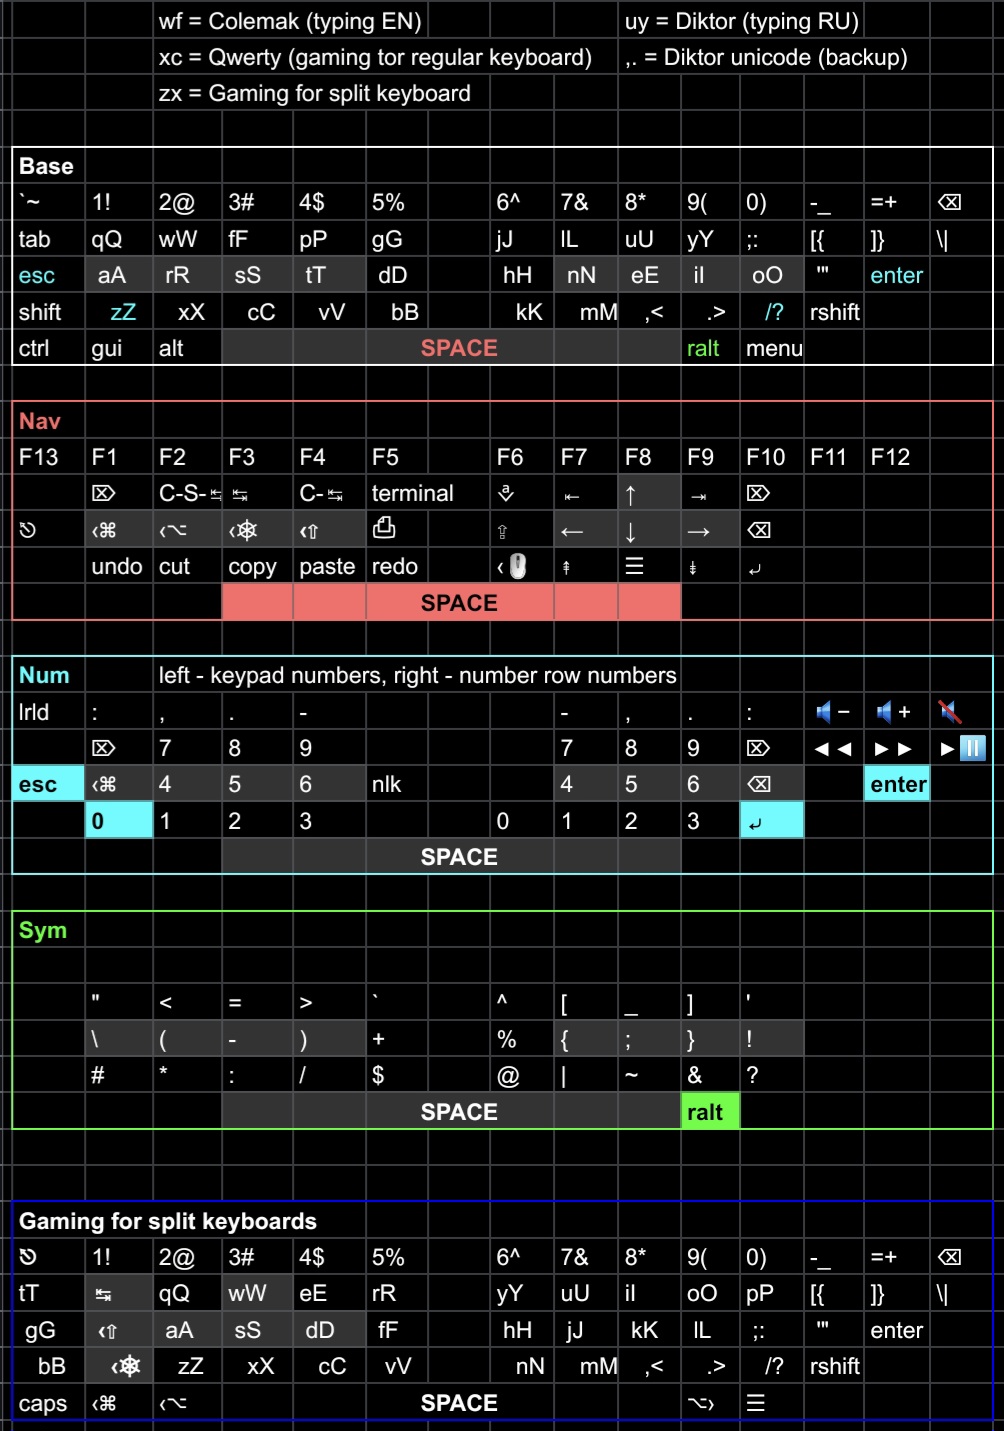 wf = Colemak (typing EN) uy = Diktor (typing RU)
xc = Qwerty (gaming tor regular keyboard) ,. = Diktor unicode (backup)
zx = Gaming for split keyboard
Base
`~ 1! 2@ 3# 4$ 5% 6^ 7& 8* 9( 0) -_ =+ ⌫
tab qQ wW fF pP gG jJ lL uU yY ;: [{ ]} \|
esc aA rR sS tT dD hH nN eE iI oO '" enter
shift zZ xX cC vV bB kK mM ,< .> /? rshift
ctrl gui alt SPACE ralt menu
Nav
F13 F1 F2 F3 F4 F5 F6 F7 F8 F9 F10 F11 F12
⌦ C-S-↹ ↹ C-↹ terminal ⇤ ↑ ⇥ ⌦
⎋ ‹⌘ ‹⌥ ‹⎈ ‹⇧ ⎙ ⇪ ← ↓ → ⌫
undo cut copy paste redo ‹🖱 ⇞ ☰ ⇟ ⤶
SPACE
Num left - keypad numbers, right - number row numbers
lrld : , . - - , . : 🔈− 🔈+ 🔇
⌦ 7 8 9 7 8 9 ⌦ ◀◀ ▶▶ ▶⏸
esc ‹⌘ 4 5 6 nlk 4 5 6 ⌫ enter
0 1 2 3 0 1 2 3 ⤶
SPACE
Sym
" < = > ` ^ [ _ ] '
\ ( - ) + % { ; } !
# * : / $ @ | ~ & ?
SPACE ralt
Gaming for split keyboards
⎋ 1! 2@ 3# 4$ 5% 6^ 7& 8* 9( 0) -_ =+ ⌫
tT ↹ qQ wW eE rR yY uU iI oO pP [{ ]} \|
gG ‹⇧ aA sS dD fF hH jJ kK lL ;: '" enter
bB ‹⎈ zZ xX cC vV nN mM ,< .> /? rshift
caps ‹⌘ ‹⌥ SPACE ⌥› ☰